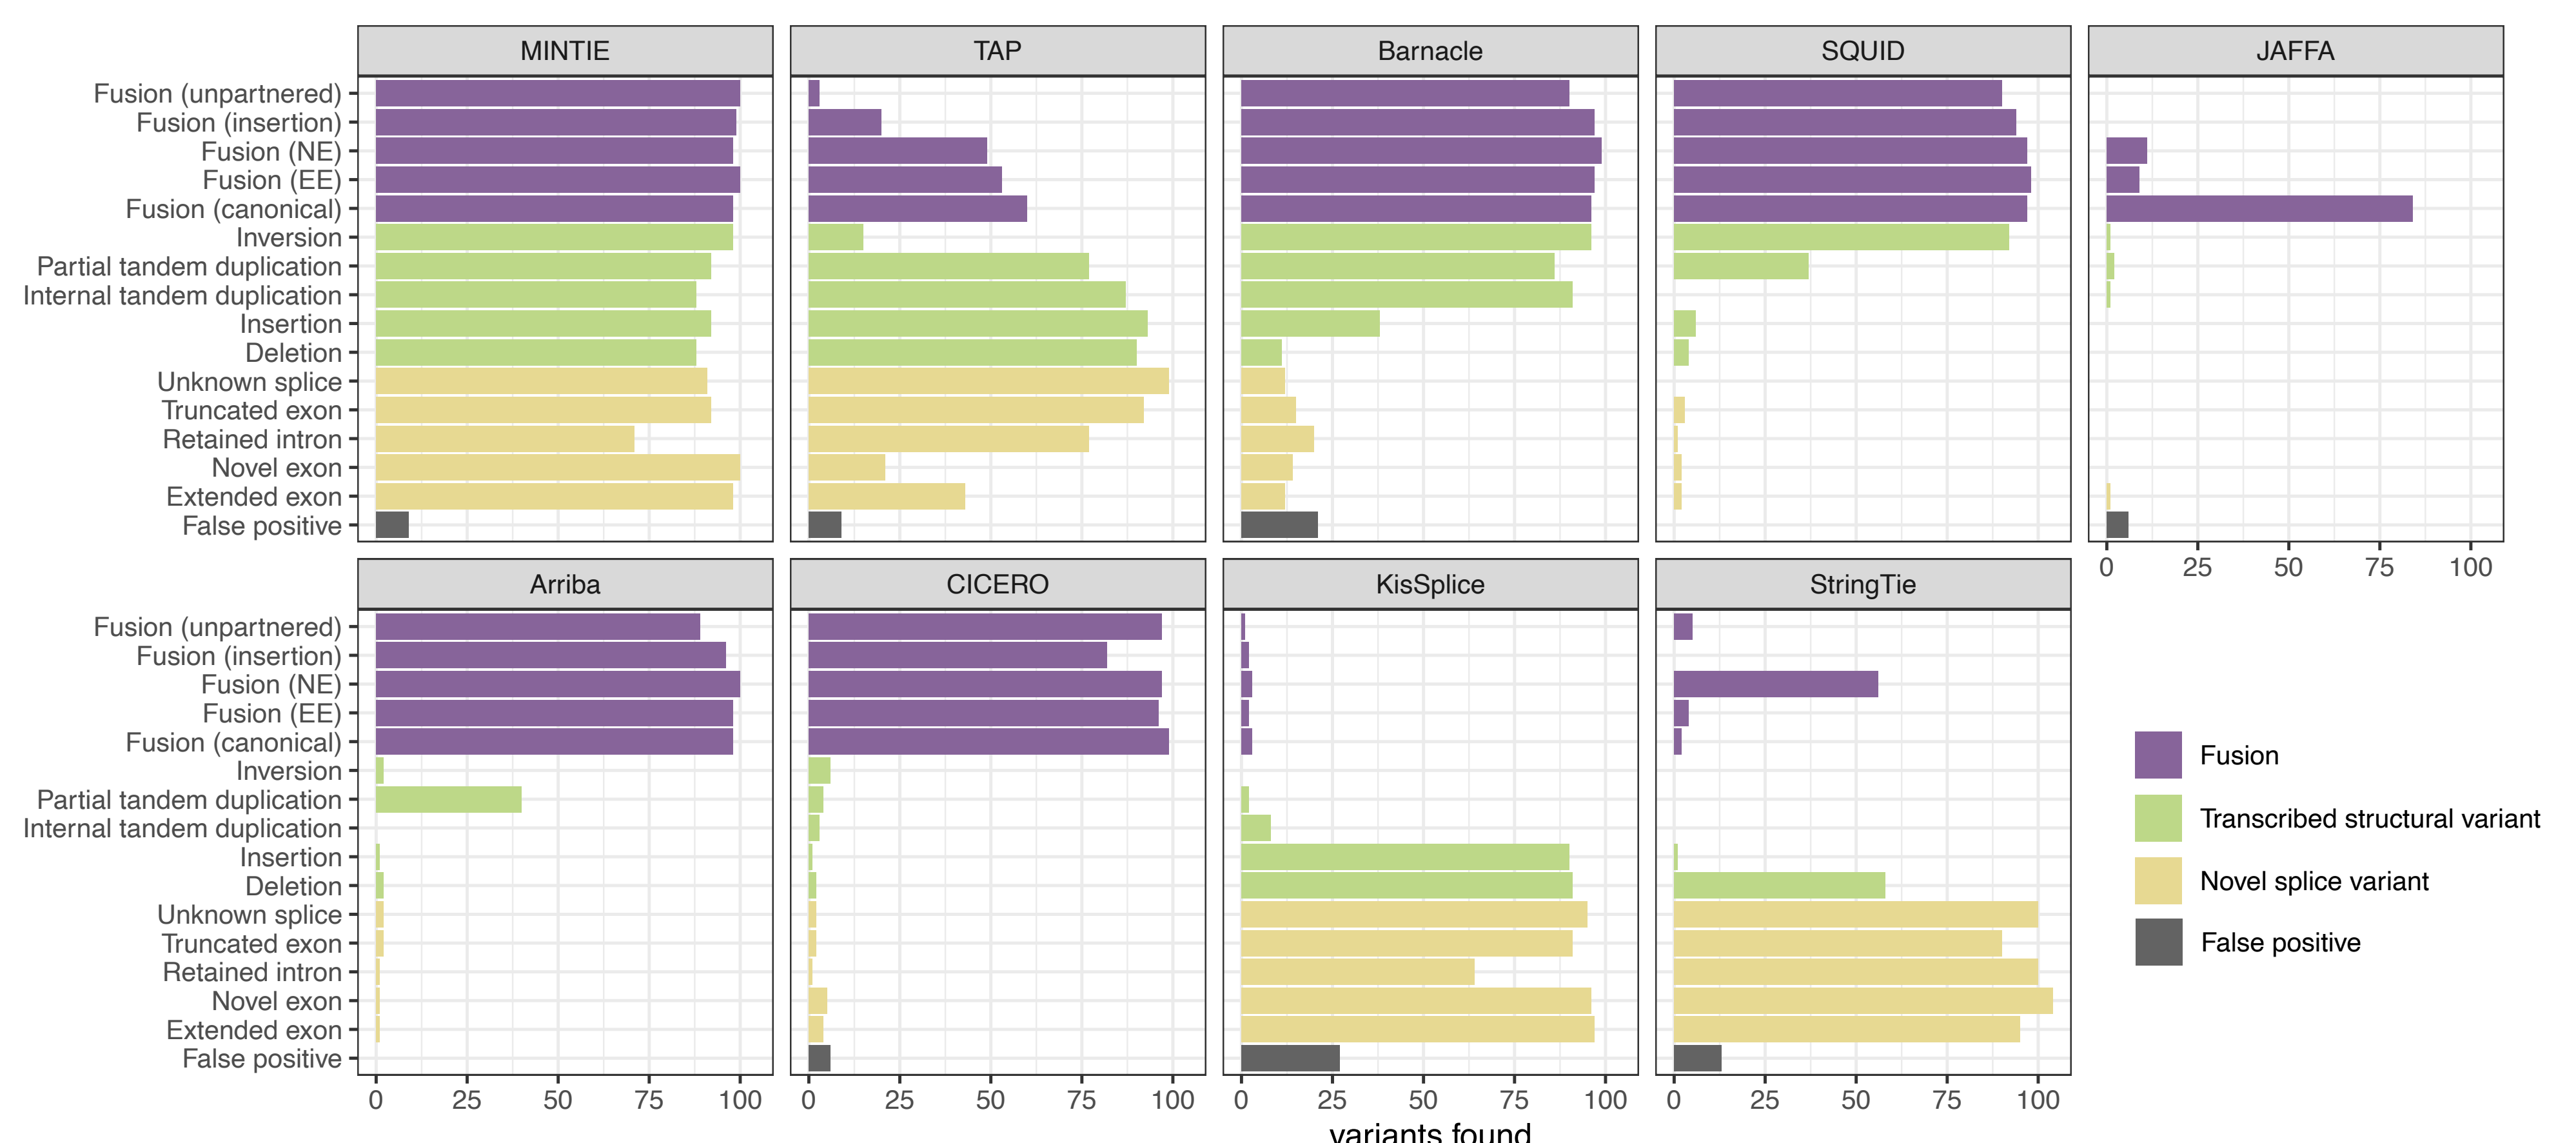 MINTIE
TAP
Barnacle
SQUID
JAFFA
Fusion (unpartnered)
Fusion (insertion)
Fusion (NE)
Fusion (EE)
Fusion (canonical)
Inversion
Partial tandem duplication
Internal tandem duplication
Insertion
Deletion
Unknown splice
Truncated exon
Retained intron
Novel exon
Extended exon
False positive
0 25 50 75 100
Arriba
CICERO
KisSplice
StringTie
Fusion (unpartnered)
Fusion (insertion)
Fusion (NE)
Fusion (EE)
Fusion (canonical)
Inversion
Partial tandem duplication
Internal tandem duplication
Insertion
Deletion
Unknown splice
Truncated exon
Retained intron
Novel exon
Extended exon
False positive
0 25 50 75 100
0 25 50 75 100
0 25 50 75 100
0 25 50 75 100
variants found
Fusion
Transcribed structural variant
Novel splice variant
False positive